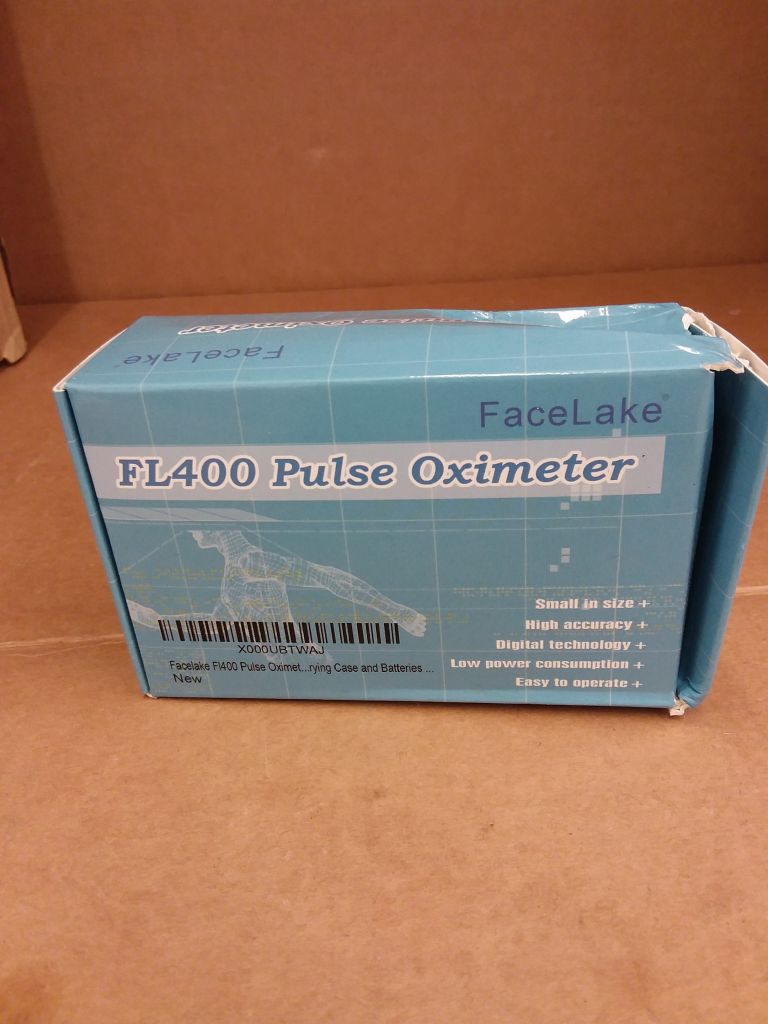 Oximeter
FaceLake
FaceLake®
FL400 Pulse Oximeter
Small in size +
High accuracy +
Digital technology +
Low power consumption +
Easy to operate +
X000UBTWAJ
Facelake Fl400 Pulse Oximet...rying Case and Batteries ...
New